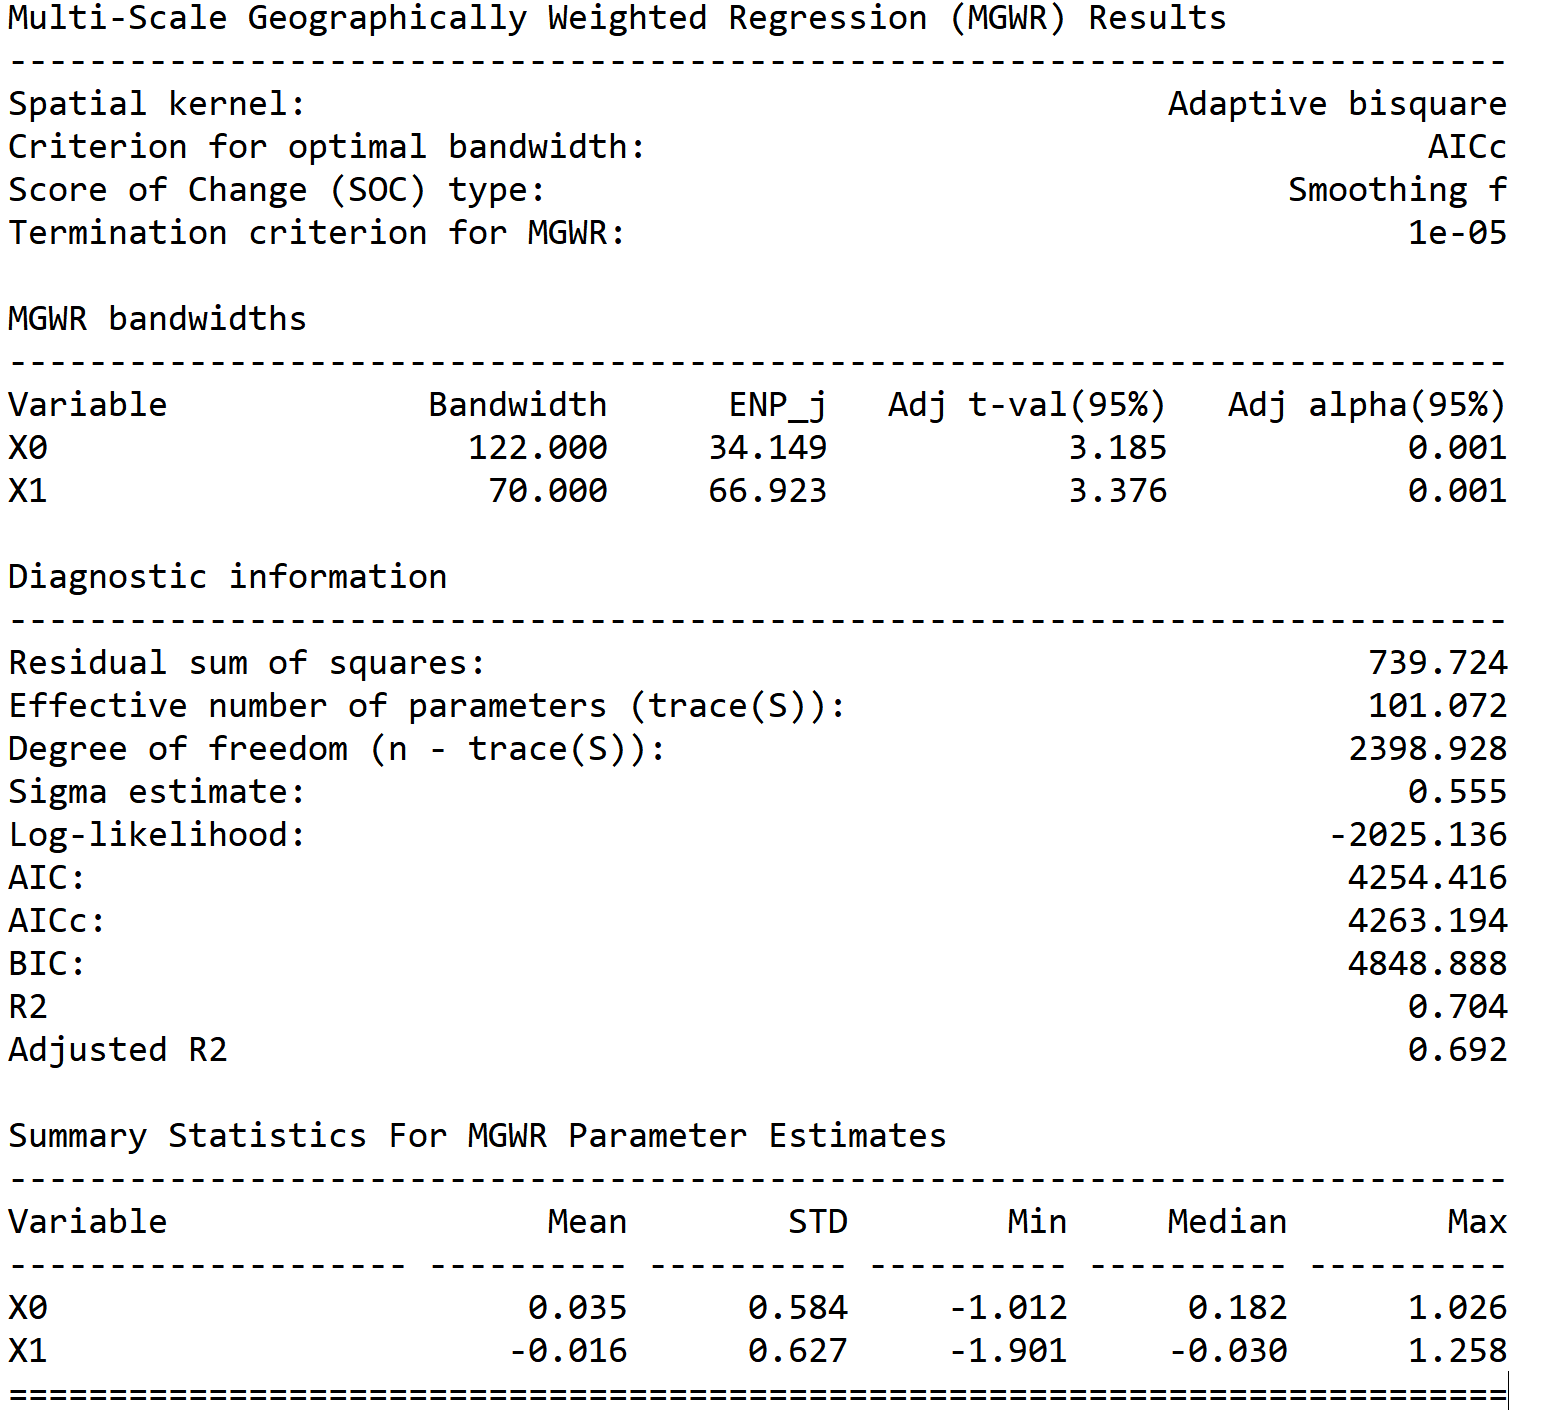 Multi-Scale Geographically Weighted Regression (MGWR) Results
---------------------------------------------------------------------------
Spatial kernel:                                           Adaptive bisquare
Criterion for optimal bandwidth:                                       AICc
Score of Change (SOC) type:                                     Smoothing f
Termination criterion for MGWR:                                       1e-05

MGWR bandwidths
---------------------------------------------------------------------------
Variable             Bandwidth      ENP_j   Adj t-val(95%)   Adj alpha(95%)
X0                     122.000     34.149            3.185            0.001
X1                      70.000     66.923            3.376            0.001

Diagnostic information
---------------------------------------------------------------------------
Residual sum of squares:                                            739.724
Effective number of parameters (trace(S)):                          101.072
Degree of freedom (n - trace(S)):                                  2398.928
Sigma estimate:                                                       0.555
Log-likelihood:                                                   -2025.136
AIC:                                                               4254.416
AICc:                                                              4263.194
BIC:                                                               4848.888
R2                                                                    0.704
Adjusted R2                                                           0.692

Summary Statistics For MGWR Parameter Estimates
---------------------------------------------------------------------------
Variable                   Mean        STD        Min     Median        Max
-------------------- ---------- ---------- ---------- ---------- ----------
X0                        0.035      0.584     -1.012      0.182      1.026
X1                       -0.016      0.627     -1.901     -0.030      1.258
===========================================================================